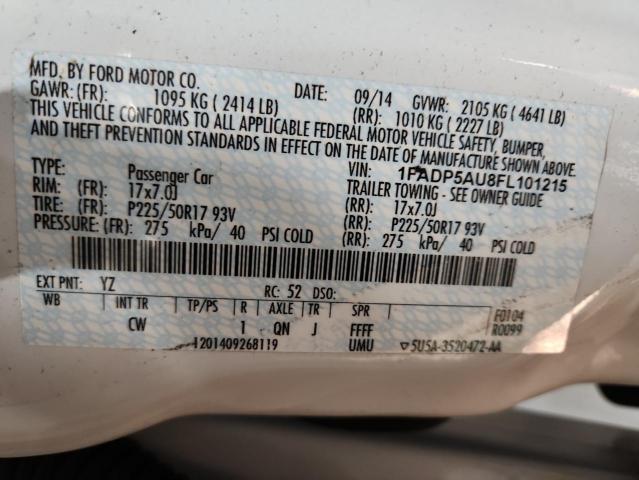 MFD. BY FORD MOTOR CO. DATE: 09/14 GVWR: 2105 KG ( 4641 LB)
GAWR: (FR): 1095 KG ( 2414 LB) (RR): 1010 KG ( 2227 LB)
THIS VEHICLE CONFORMS TO ALL APPLICABLE FEDERAL MOTOR VEHICLE SAFETY, BUMPER,
AND THEFT PREVENTION STANDARDS IN EFFECT ON THE DATE OF MANUFACTURE SHOWN ABOVE.
VIN: 1FADP5AU8FL101215
TYPE: Passenger Car TRAILER TOWING - SEE OWNER GUIDE
RIM: (FR): 17x7.0J (RR): 17x7.0J
TIRE: (FR): P225/50R17 93V (RR): P225/50R17 93V
PRESSURE: (FR): 275 kPa/ 40 PSI COLD (RR): 275 kPa/ 40 PSI COLD
EXT PNT: YZ RC: 52 DSO:
WB INT TR TP/PS R AXLE TR SPR F0104
CW 1 QN J FFFF R0099
1201409268119 UMU 5U5A-3520472-AA